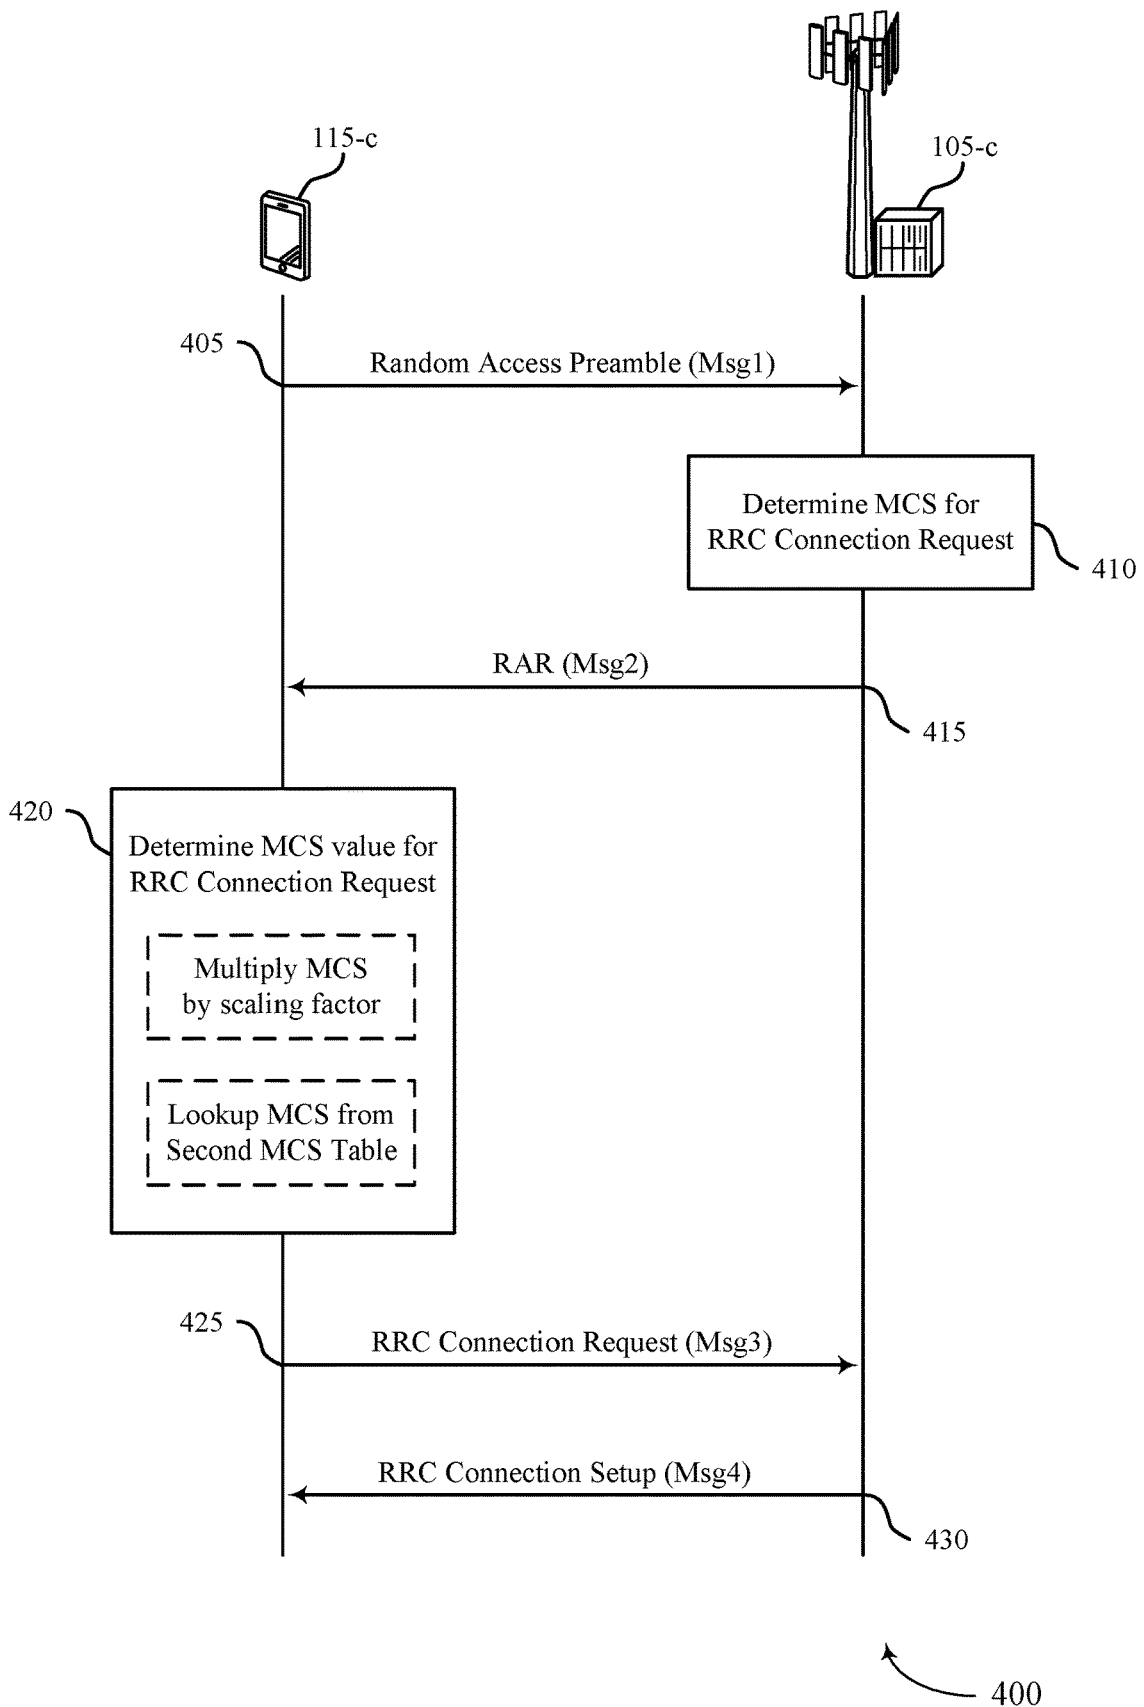 115-c
105-c
405
Random Access Preamble (Msg1)
Determine MCS for
RRC Connection Request
410
RAR (Msg2)
415
420
Determine MCS value for
RRC Connection Request
Multiply MCS
by scaling factor
Lookup MCS from
Second MCS Table
425
RRC Connection Request (Msg3)
RRC Connection Setup (Msg4)
430
400